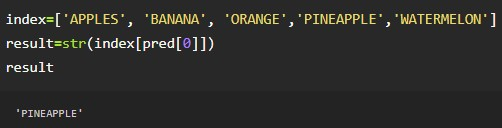 index=['APPLES', 'BANANA', 'ORANGE','PINEAPPLE','WATERMELON']
result=str(index[pred[0]])
result
'PINEAPPLE'